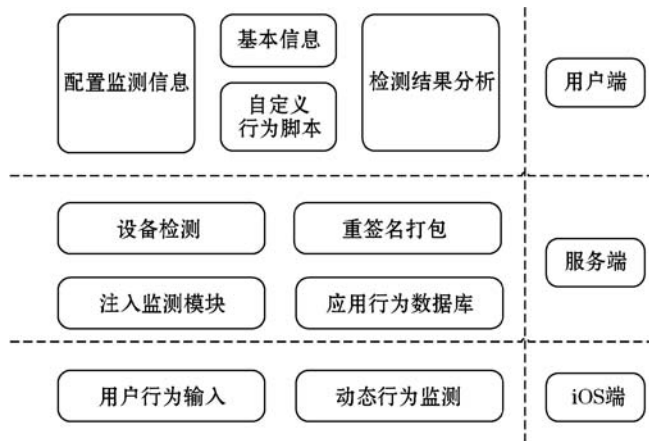 配置监测信息
基本信息
自定义
行为脚本
检测结果分析
用户端
设备检测
重签名打包
注入监测模块
应用行为数据库
服务端
用户行为输入
动态行为监测
iOS端